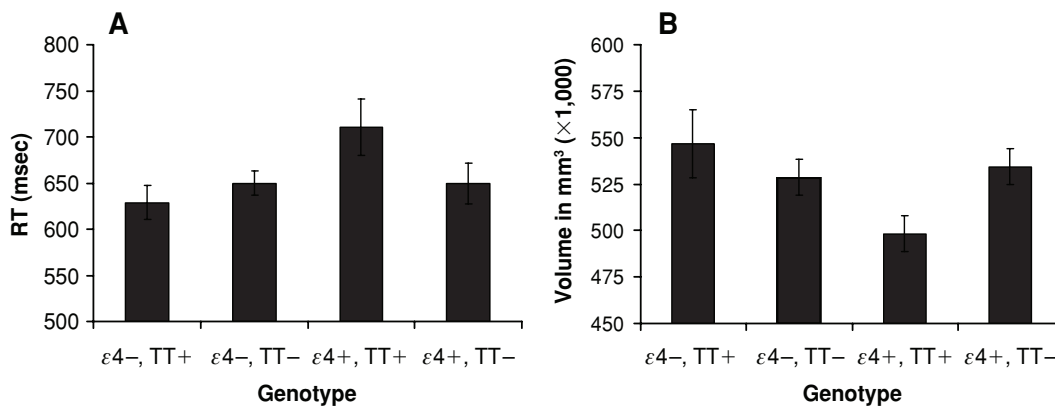 A
RT (msec)
800
750
700
650
600
550
500
ε4−, TT+ ε4−, TT− ε4+, TT+ ε4+, TT−
Genotype
B
Volume in mm³ (×1,000)
600
575
550
525
500
475
450
ε4−, TT+ ε4−, TT− ε4+, TT+ ε4+, TT−
Genotype